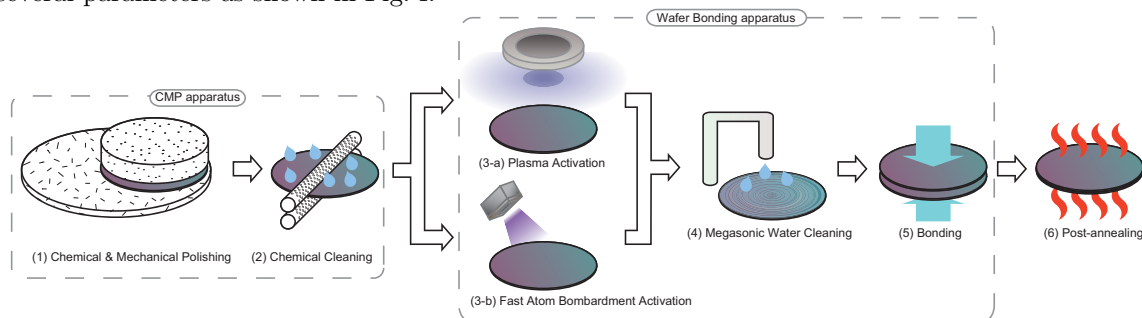 several parameters as shown in Fig. 1.
Wafer Bonding apparatus
CMP apparatus
(3-a) Plasma Activation
(1) Chemical & Mechanical Polishing
(2) Chemical Cleaning
(4) Megasonic Water Cleaning
(5) Bonding
(6) Post-annealing
(3-b) Fast Atom Bombardment Activation